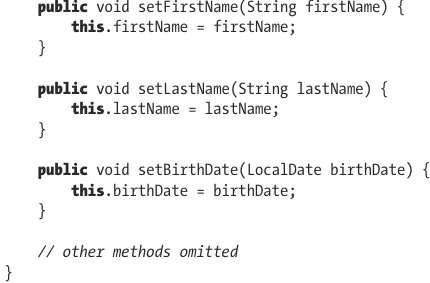 public void setFirstName(String firstName) {
this.firstName = firstName;
}
public void setLastName(String lastName) {
this.lastName = lastName;
}
public void setBirthDate(LocalDate birthDate) {
this.birthDate = birthDate;
}
// other methods omitted
}